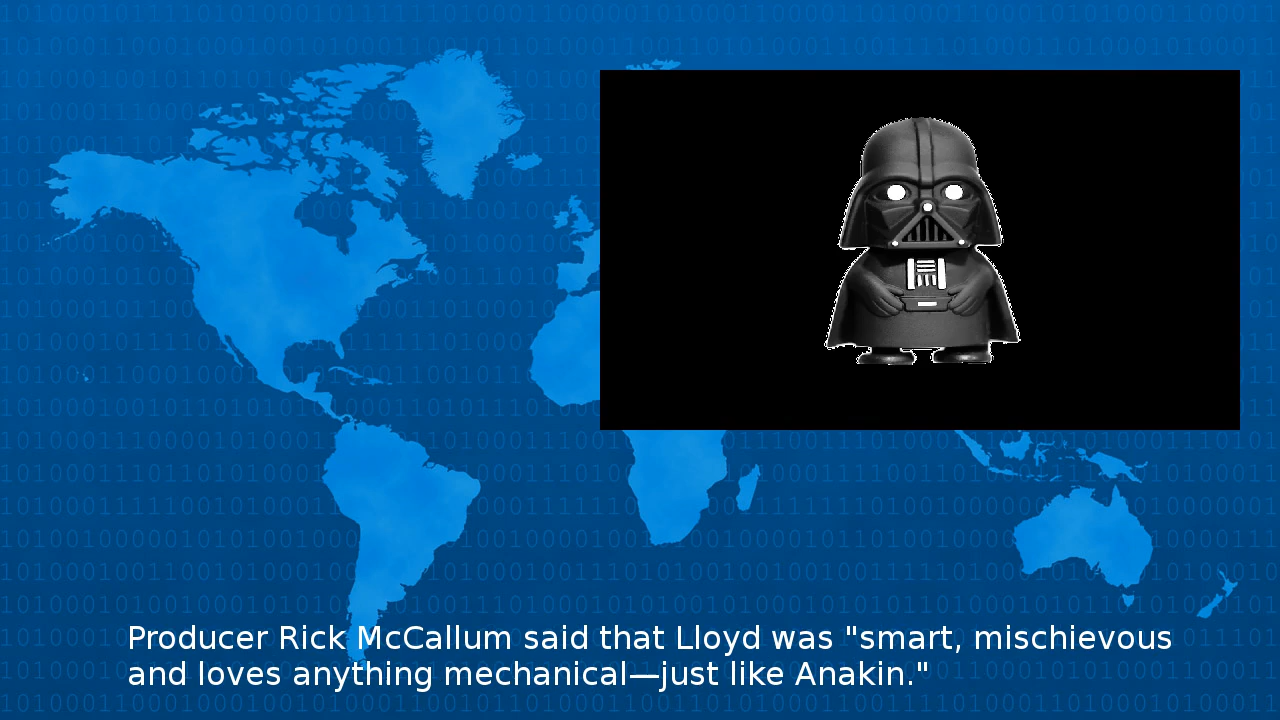 Producer Rick McCallum said that Lloyd was "smart, mischievous
and loves anything mechanical—just like Anakin."